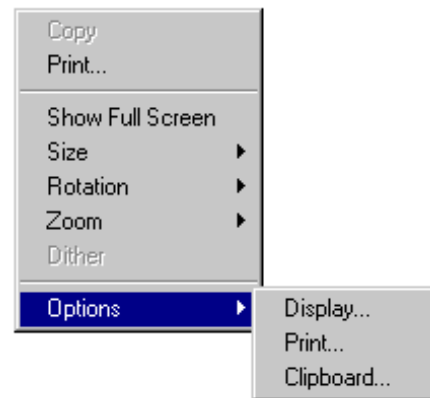 Copy
Print...
Show Full Screen
Size
Rotation
Zoom
Dither
Options
Display...
Print...
Clipboard...